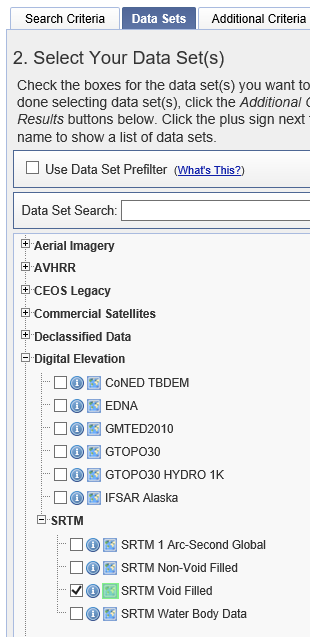 Search Criteria Data Sets Additional Criteria
2. Select Your Data Set(s)
Check the boxes for the data set(s) you want to
done selecting data set(s), click the Additional C
Results buttons below. Click the plus sign next
name to show a list of data sets.
Use Data Set Prefilter (What's This?)
Data Set Search:
Aerial Imagery
AVHRR
CEOS Legacy
Commercial Satellites
Declassified Data
Digital Elevation
CoNED TBDEM
EDNA
GMTED2010
GTOPO30
GTOPO30 HYDRO 1K
IFSAR Alaska
SRTM
SRTM 1 Arc-Second Global
SRTM Non-Void Filled
SRTM Void Filled
SRTM Water Body Data